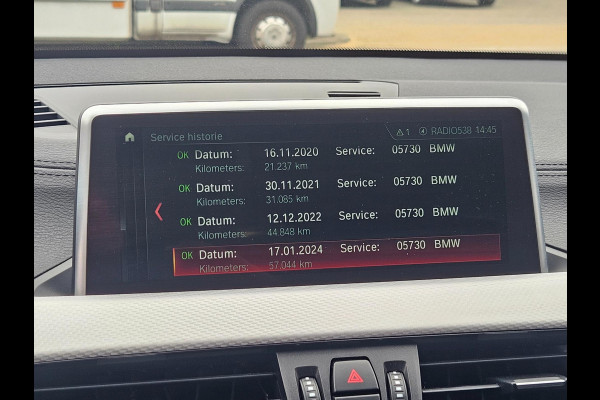 Service historie 1 RADIO538 14:45
OK Datum: 16.11.2020 Service: 05730 BMW
Kilometers: 21.237 km
OK Datum: 30.11.2021 Service: 05730 BMW
Kilometers: 31.085 km
OK Datum: 12.12.2022 Service: 05730 BMW
Kilometers: 44.848 km
OK Datum: 17.01.2024 Service: 05730 BMW
Kilometers: 57.044 km